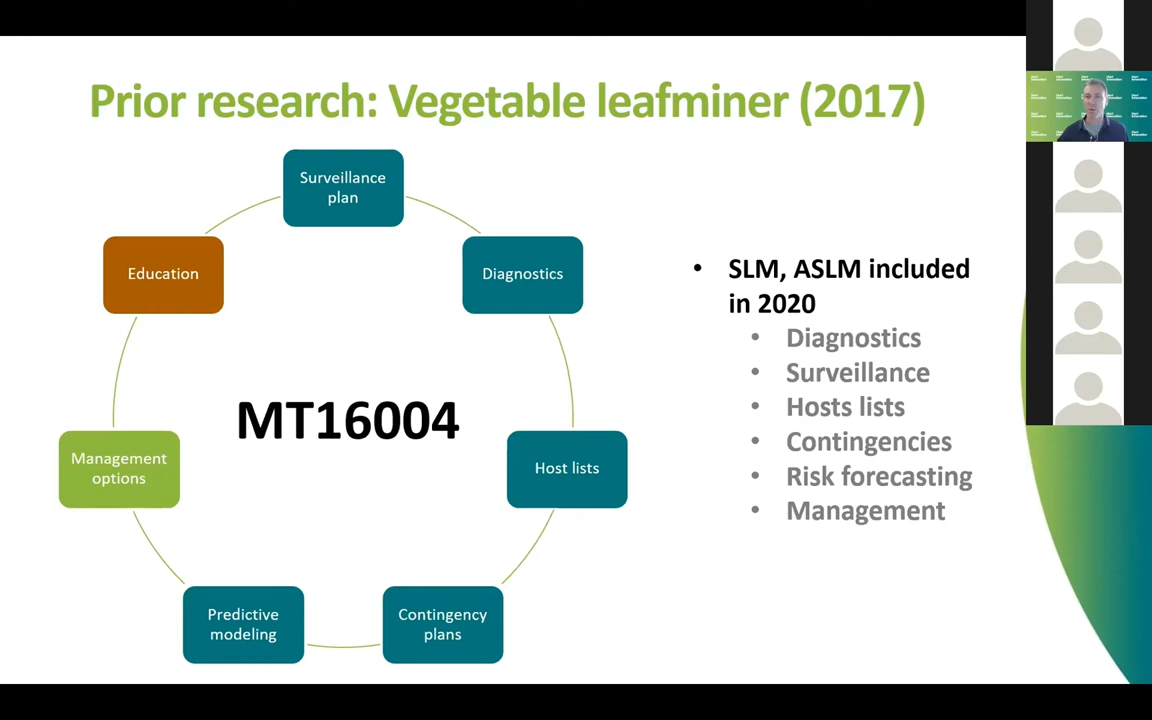 Prior research: Vegetable leafminer (2017)
Surveillance
plan
Education
Diagnostics
MT16004
Management
options
Host lists
Predictive
modeling
Contingency
plans
• SLM, ASLM included
in 2020
• Diagnostics
• Surveillance
• Hosts lists
• Contingencies
• Risk forecasting
• Management